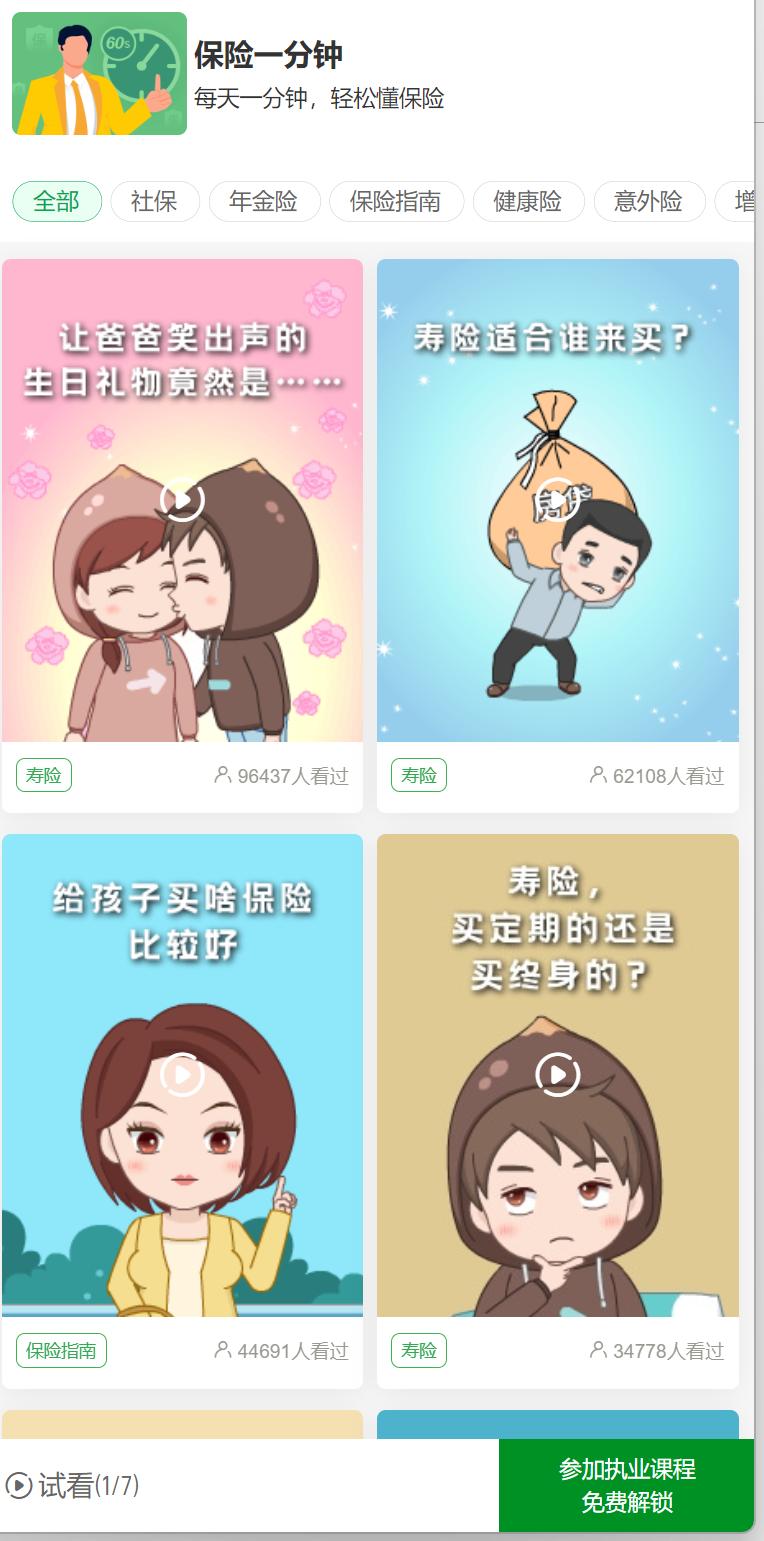 保
60s
保险一分钟
每天一分钟，轻松懂保险
全部
社保
年金险
保险指南
健康险
意外险
增
让爸爸笑出声的
生日礼物竟然是……
寿险适合谁来买？
房贷
寿险
96437人看过
寿险
62108人看过
给孩子买啥保险
比较好
寿险，
买定期的还是
买终身的？
保险指南
44691人看过
寿险
34778人看过
试看(1/7)
参加执业课程
免费解锁